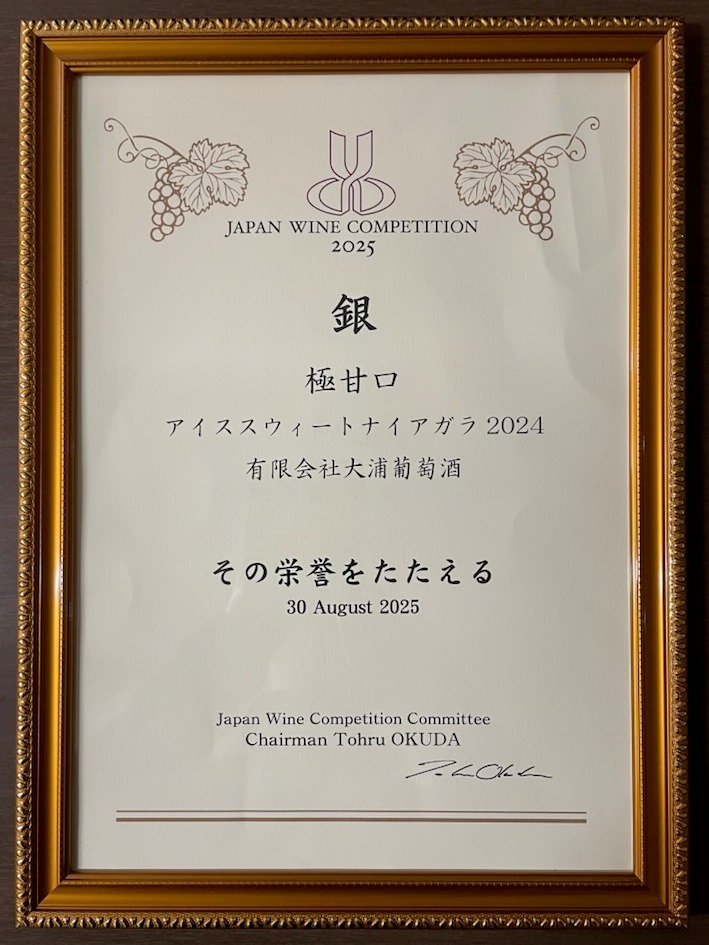 JAPAN WINE COMPETITION
2025
銀
極甘口
アイススウィートナイアガラ 2024
有限会社大浦葡萄酒
その栄誉をたたえる
30 August 2025
Japan Wine Competition Committee
Chairman Tohru OKUDA